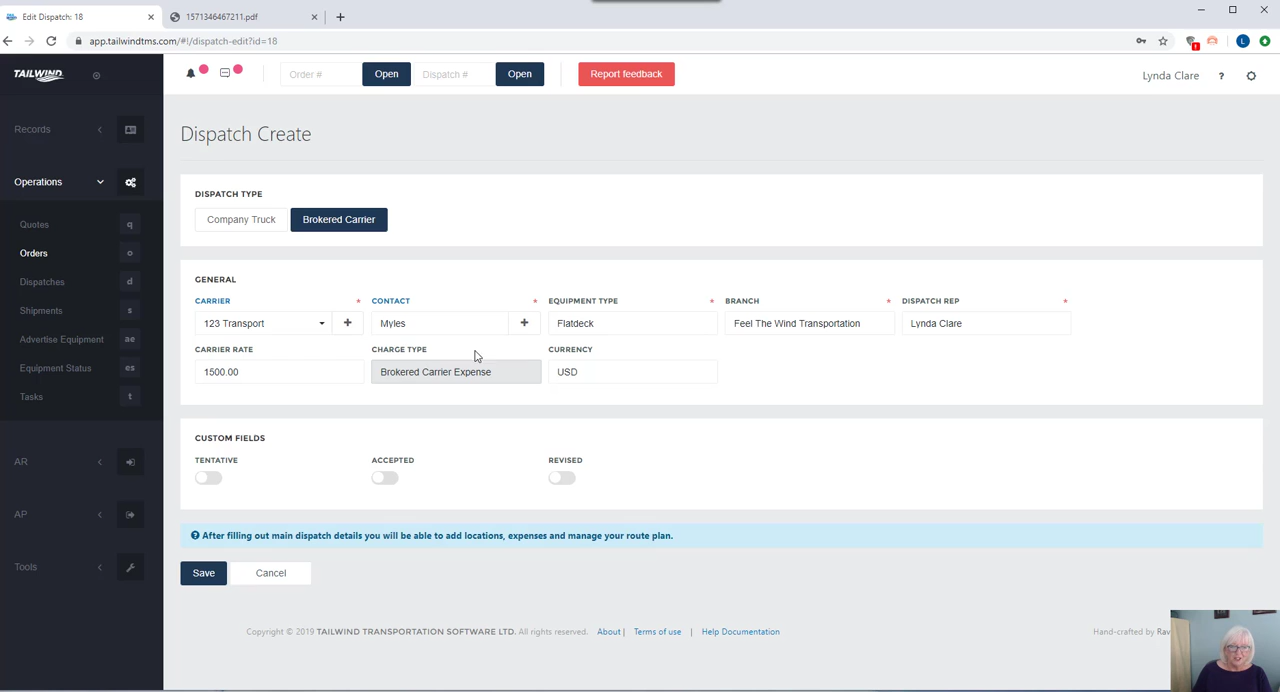 Edit Dispatch: 18
1571346467211.pdf
app.tailwindtms.com/#!/dispatch-edit?id=18
L
TAILWIND
Order #
Open
Dispatch #
Open
Report feedback
Lynda Clare
?
Records
Operations
Quotes
q
Orders
o
Dispatches
d
Shipments
s
Advertise Equipment
ae
Equipment Status
es
Tasks
t
AR
AP
Tools
Dispatch Create
DISPATCH TYPE
Company Truck
Brokered Carrier
GENERAL
CARRIER *
CONTACT *
EQUIPMENT TYPE *
BRANCH *
DISPATCH REP *
123 Transport
+
Myles
+
Flatdeck
Feel The Wind Transportation
Lynda Clare
CARRIER RATE
CHARGE TYPE
CURRENCY
1500.00
Brokered Carrier Expense
USD
CUSTOM FIELDS
TENTATIVE
ACCEPTED
REVISED
After filling out main dispatch details you will be able to add locations, expenses and manage your route plan.
Save
Cancel
Copyright © 2019 TAILWIND TRANSPORTATION SOFTWARE LTD. All rights reserved. About | Terms of use | Help Documentation
Hand-crafted by